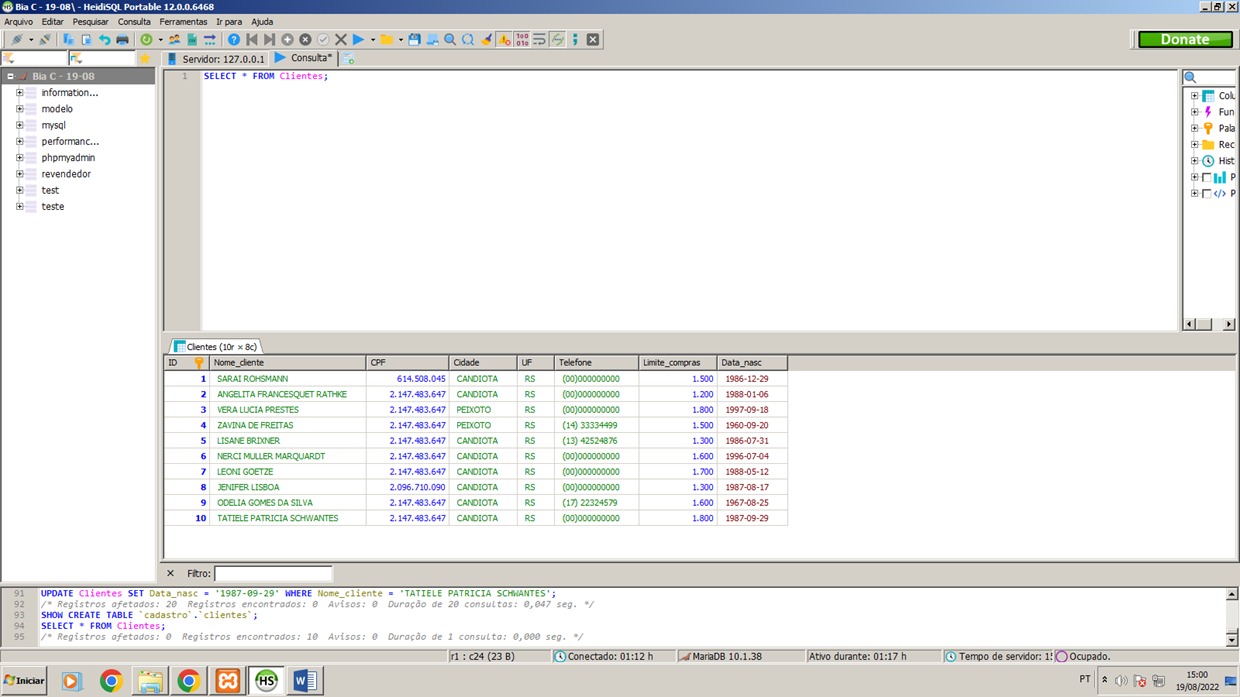 Bia C - 19-08\ - HeidiSQL Portable 12.0.0.6468
Arquivo Editar Pesquisar Consulta Ferramentas Ir para Ajuda
Donate
Servidor: 127.0.0.1 Consulta*
Bia C - 19-08
information...
modelo
mysql
performanc...
phpmyadmin
revendedor
test
teste
1 SELECT * FROM Clientes;
Colu
Fun
Pala
Rec
Hist
P
P
Clientes (10r × 8c)
ID Nome_cliente CPF Cidade UF Telefone Limite_compras Data_nasc
1 SARAI ROHSMANN 614.508.045 CANDIOTA RS (00)000000000 1.500 1986-12-29
2 ANGELITA FRANCESQUET RATHKE 2.147.483.647 CANDIOTA RS (00)000000000 1.200 1988-01-06
3 VERA LUCIA PRESTES 2.147.483.647 PEIXOTO RS (00)000000000 1.800 1997-09-18
4 ZAVINA DE FREITAS 2.147.483.647 PEIXOTO RS (14) 33334499 1.500 1960-09-20
5 LISANE BRIXNER 2.147.483.647 CANDIOTA RS (13) 42524876 1.300 1986-07-31
6 NERCI MULLER MARQUARDT 2.147.483.647 CANDIOTA RS (00)000000000 1.600 1996-07-04
7 LEONI GOETZE 2.147.483.647 CANDIOTA RS (00)000000000 1.700 1988-05-12
8 JENIFER LISBOA 2.096.710.090 CANDIOTA RS (00)000000000 1.300 1987-08-17
9 ODELIA GOMES DA SILVA 2.147.483.647 CANDIOTA RS (17) 22324579 1.600 1967-08-25
10 TATIELE PATRICIA SCHWANTES 2.147.483.647 CANDIOTA RS (00)000000000 1.800 1987-09-29
Filtro:
91 UPDATE Clientes SET Data_nasc = '1987-09-29' WHERE Nome_cliente = 'TATIELE PATRICIA SCHWANTES';
92 /* Registros afetados: 20 Registros encontrados: 0 Avisos: 0 Duração de 20 consultas: 0,047 seg. */
93 SHOW CREATE TABLE `cadastro`.`clientes`;
94 SELECT * FROM Clientes;
95 /* Registros afetados: 0 Registros encontrados: 10 Avisos: 0 Duração de 1 consulta: 0,000 seg. */
r1 : c24 (23 B) Conectado: 01:12 h MariaDB 10.1.38 Ativo durante: 01:17 h Tempo de servidor: 1 Ocupado.
Iniciar PT 15:00
19/08/2022